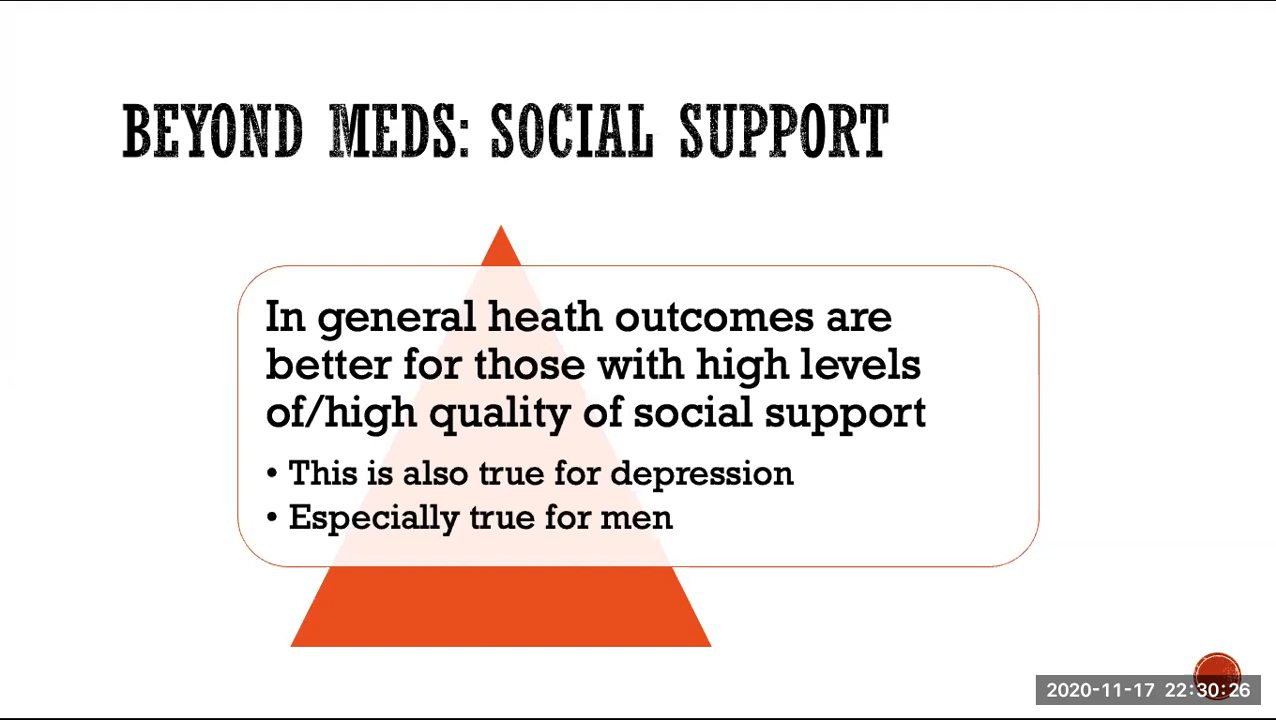 BEYOND MEDS: SOCIAL SUPPORT
In general heath outcomes are
better for those with high levels
of/high quality of social support
• This is also true for depression
• Especially true for men
2020-11-17 22:30:26